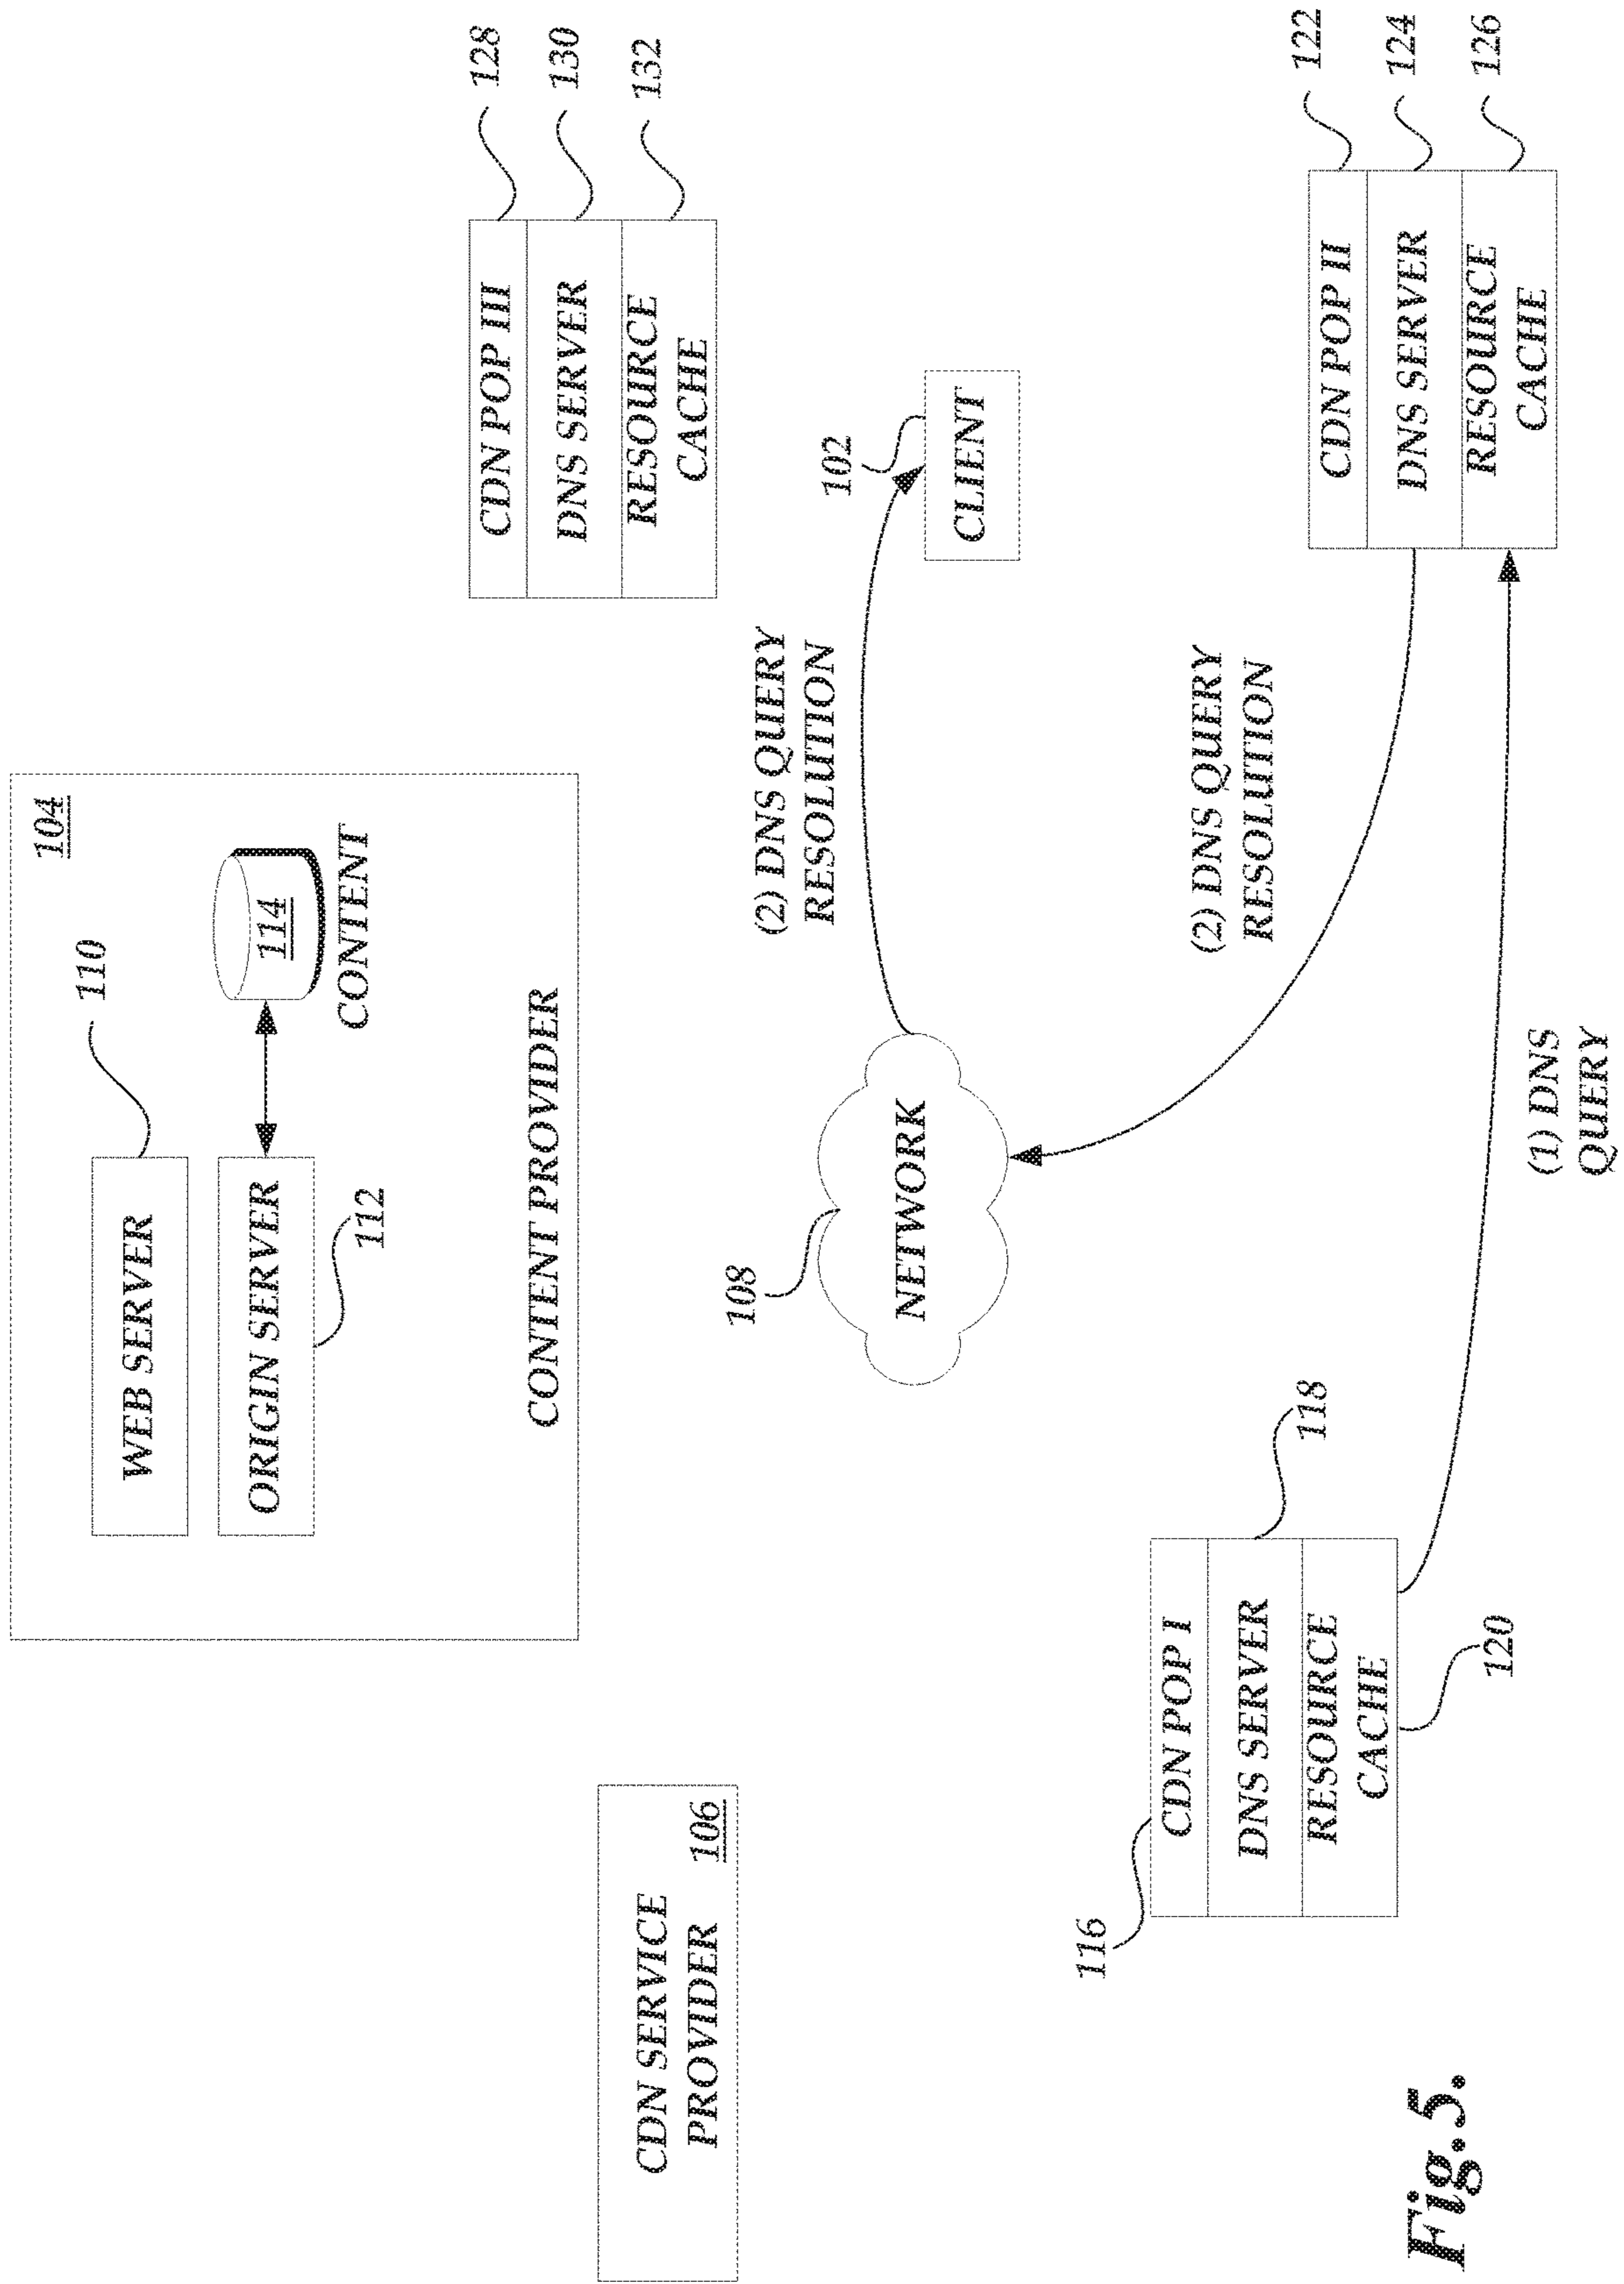 104
WEB SERVER
110
ORIGIN SERVER
112
114
CONTENT
CONTENT PROVIDER
CDN SERVICE
PROVIDER
106
CDN POP III
128
DNS SERVER
130
RESOURCE
CACHE
132
108
NETWORK
(2) DNS QUERY
RESOLUTION
102
CLIENT
116
CDN POP I
DNS SERVER
118
RESOURCE
CACHE
120
(2) DNS QUERY
RESOLUTION
CDN POP II
122
DNS SERVER
124
RESOURCE
CACHE
126
(1) DNS
QUERY
Fig.5.